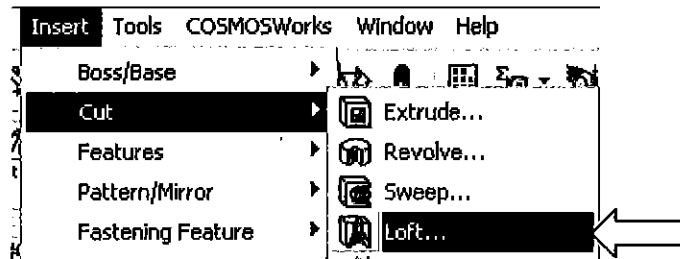 Insert Tools COSMOSWorks Window Help
Boss/Base
Cut
Extrude...
Features
Revolve...
Pattern/Mirror
Sweep...
Fastening Feature
Loft...